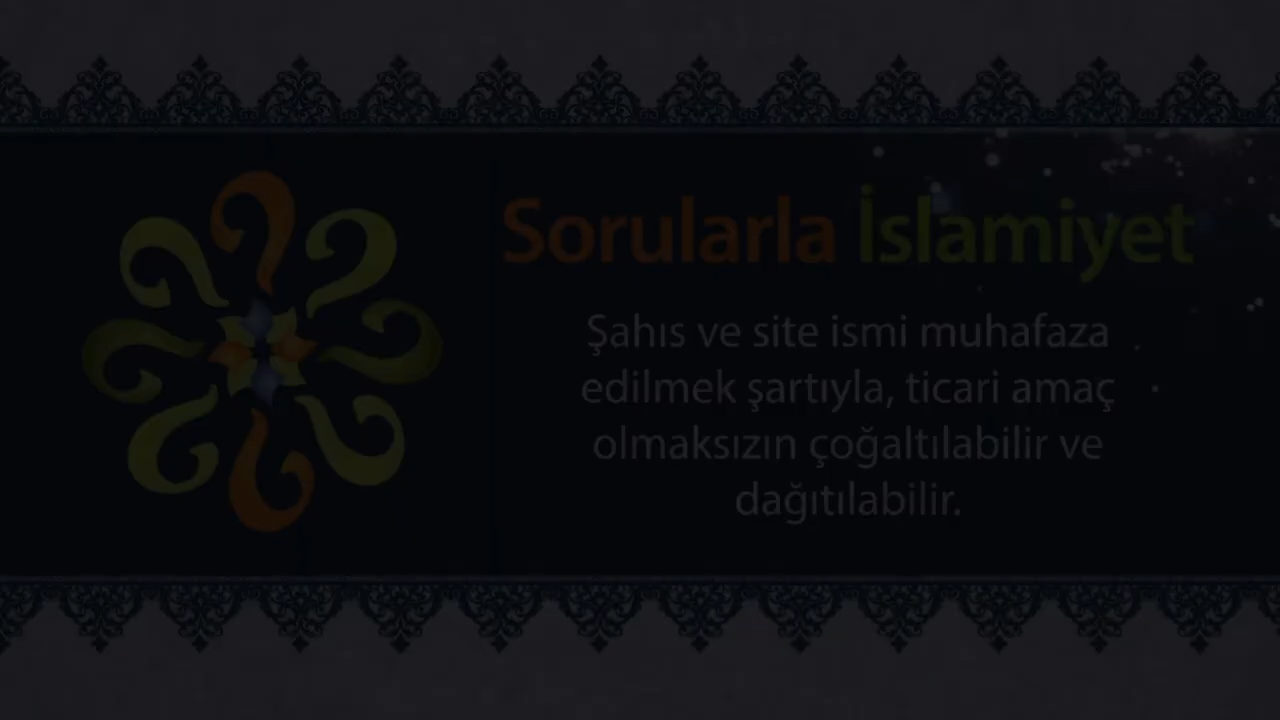 Sorularla İslamiyet
Şahıs ve site ismi muhafaza
edilmek şartıyla, ticari amaç
olmaksızın çoğaltılabilir ve
dağıtılabilir.